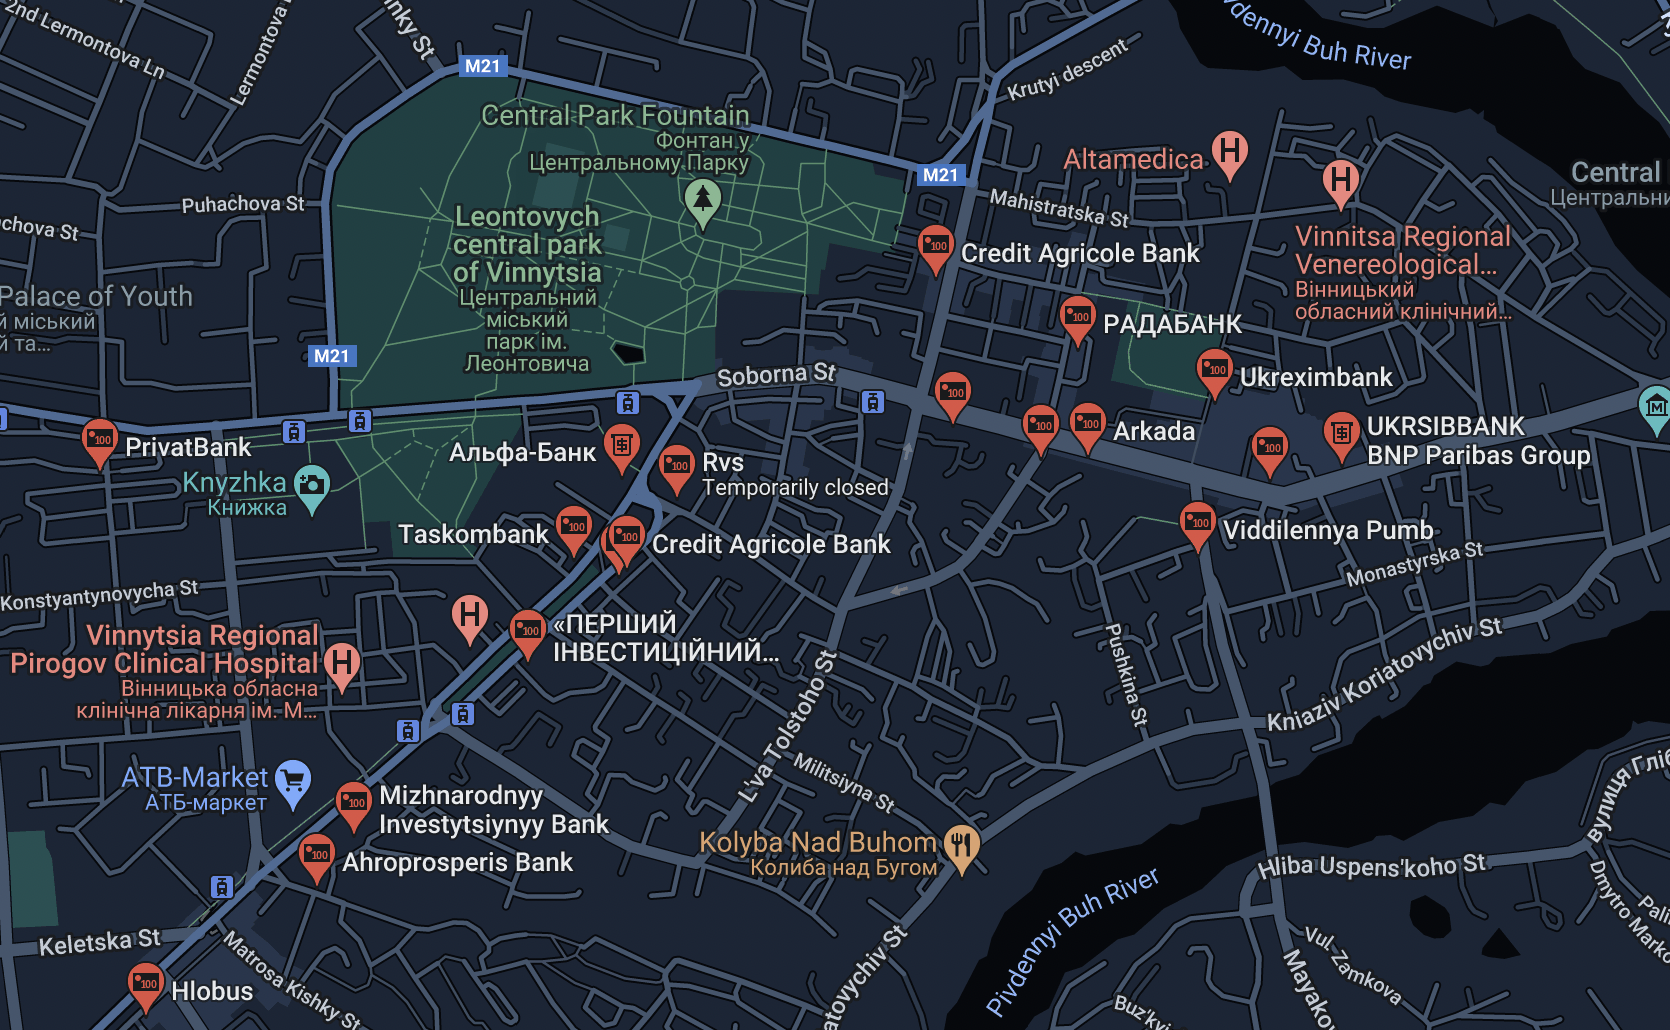 2nd Lermontova Ln
Lermontova
inky St
M21
Pivdennyi Buh River
Krutyi descent
Central Park Fountain
Фонтан у
Центральному Парку
Altamedica
M21
Central
Центральни
Puhachova St
achova St
Leontovych
central park
of Vinnytsia
Центральний
міський
парк ім.
Леонтовича
Mahistratska St
Credit Agricole Bank
Vinnitsa Regional
Venereological...
Вінницький
обласний клінічний...
Palace of Youth
й міський
й та...
РАДАБАНК
M21
Soborna St
Ukreximbank
PrivatBank
Альфа-Банк
Arkada
UKRSIBBANK
BNP Paribas Group
Rvs
Temporarily closed
Knyzhka
Книжка
Taskombank
Credit Agricole Bank
Viddilennya Pumb
Monastyrska St
Konstyantynovycha St
«ПЕРШИЙ
ІНВЕСТИЦІЙНИЙ...
Vinnytsia Regional
Pirogov Clinical Hospital
Вінницька обласна
клінічна лікарня ім. М...
Pushkina St
Kniaziv Koriatovychiv St
L'va Tolstoho St
Militsiyna St
ATB-Market
АТБ-маркет
Mizhnarodnyy
Investytsiynyy Bank
Ahroprosperis Bank
Kolyba Nad Buhom
Колиба над Бугом
Вулиця Гліб
Hliba Uspens'koho St
Pivdennyi Buh River
Dmytro Marko
Pali
Keletska St
Matrosa Kishky St
Hlobus
atovychiv St
Vul. Zamkova
Mayako
Buz'kyi